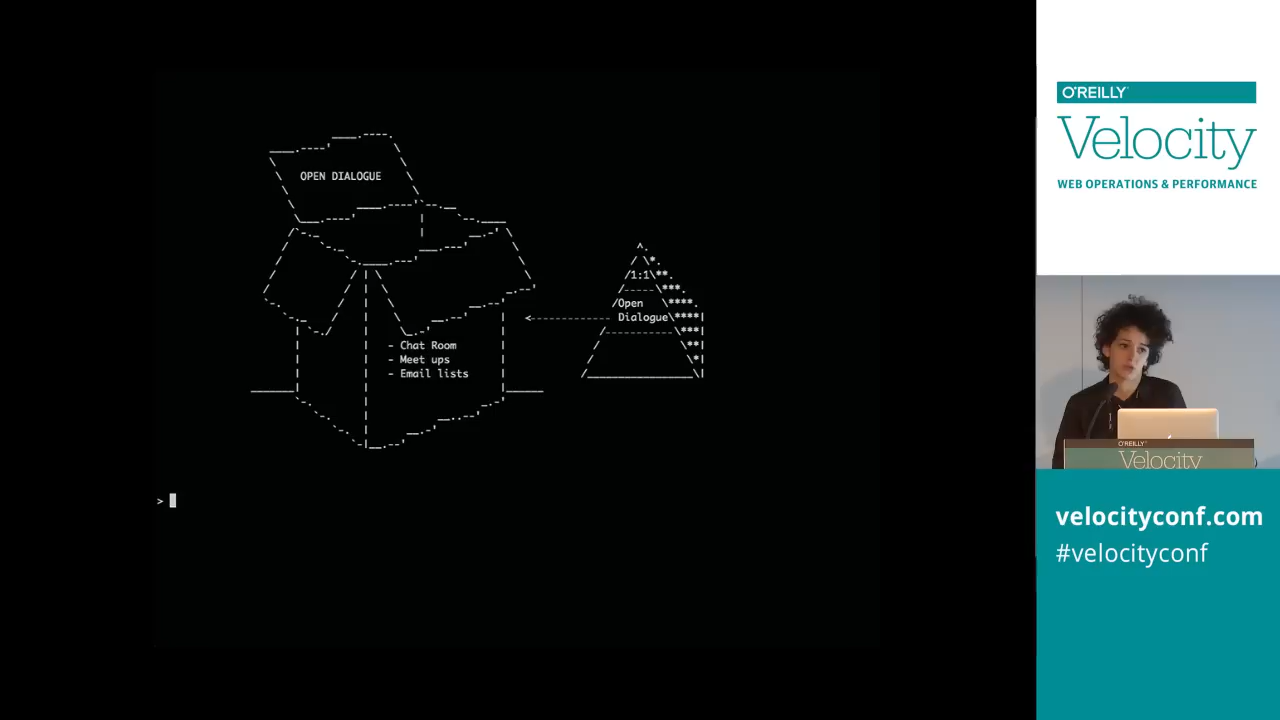 OPEN DIALOGUE
- Chat Room
- Meet ups
- Email lists
1:1
Open
Dialogue
>
O'REILLY
Velocity
WEB OPERATIONS & PERFORMANCE
O'REILLY
Velocity
velocityconf.com
#velocityconf